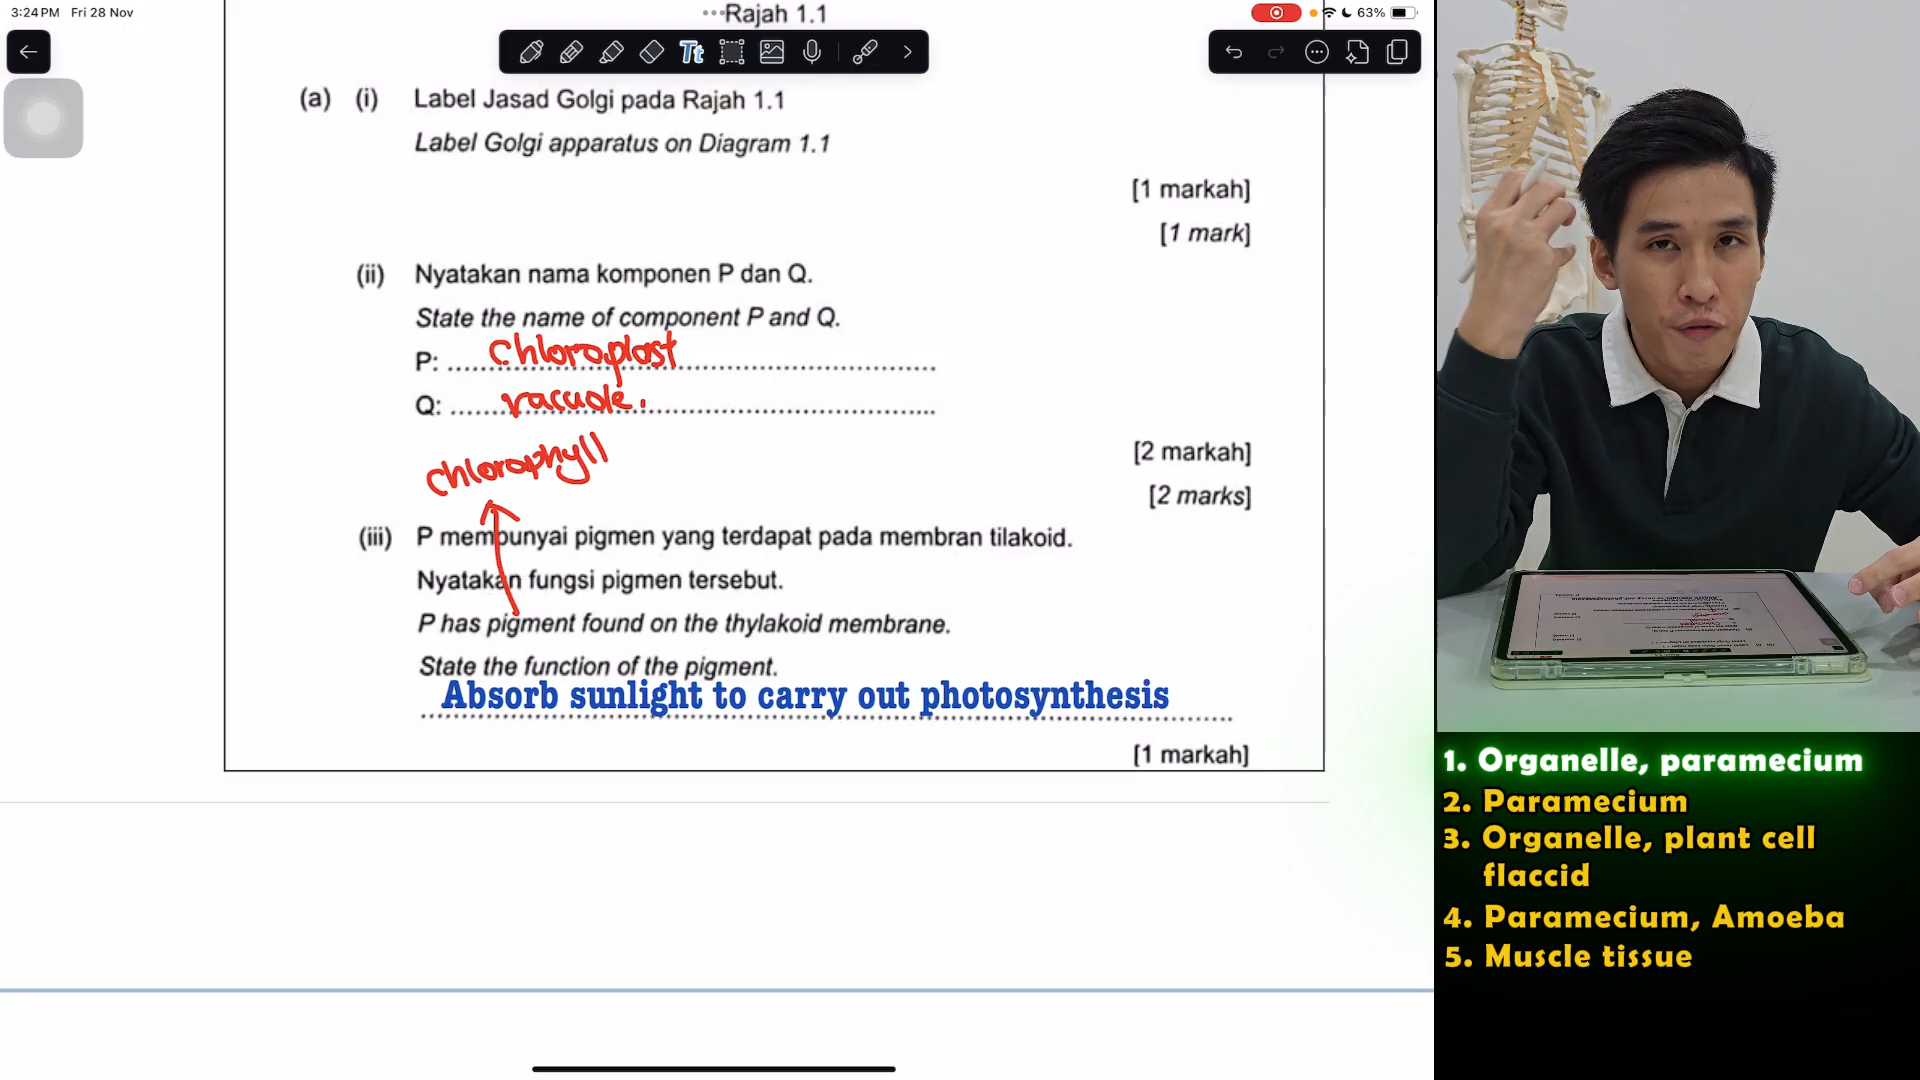 3:24 PM Fri 28 Nov
Rajah 1.1
63%
Tt
(a) (i) Label Jasad Golgi pada Rajah 1.1
Label Golgi apparatus on Diagram 1.1
[1 markah]
[1 mark]
(ii) Nyatakan nama komponen P dan Q.
State the name of component P and Q.
P: chloroplast
Q: vacuole.
chlorophyll
[2 markah]
[2 marks]
(iii) P mempunyai pigmen yang terdapat pada membran tilakoid.
Nyatakan fungsi pigmen tersebut.
P has pigment found on the thylakoid membrane.
State the function of the pigment.
Absorb sunlight to carry out photosynthesis
[1 markah]
1. Organelle, paramecium
2. Paramecium
3. Organelle, plant cell
flaccid
4. Paramecium, Amoeba
5. Muscle tissue